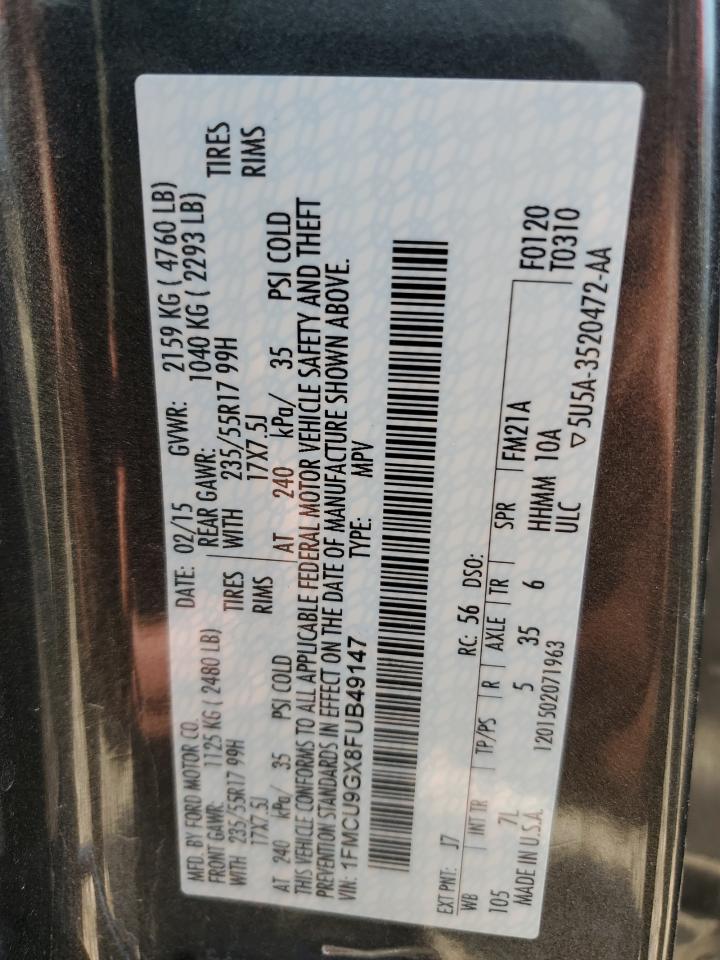 MFD. BY FORD MOTOR CO. DATE: 02/15 GVWR: 2159 KG ( 4760 LB)
FRONT GAWR: 1125 KG ( 2480 LB) REAR GAWR: 1040 KG ( 2293 LB)
WITH 235/55R17 99H TIRES WITH 235/55R17 99H TIRES
17X7.5J RIMS 17X7.5J RIMS
AT 240 kPa/ 35 PSI COLD AT 240 kPa/ 35 PSI COLD
THIS VEHICLE CONFORMS TO ALL APPLICABLE FEDERAL MOTOR VEHICLE SAFETY AND THEFT
PREVENTION STANDARDS IN EFFECT ON THE DATE OF MANUFACTURE SHOWN ABOVE.
VIN: 1FMCU9GX8FUB49147 TYPE: MPV
EXT PNT: J7 RC: 56 DSO:
WB INT TR TP/PS R AXLE TR SPR FM21A F0120
105 7L 5 35 6 HHMM 10A T0310
MADE IN U.S.A. 1201502071963 ULC ▽5U5A-3520472-AA